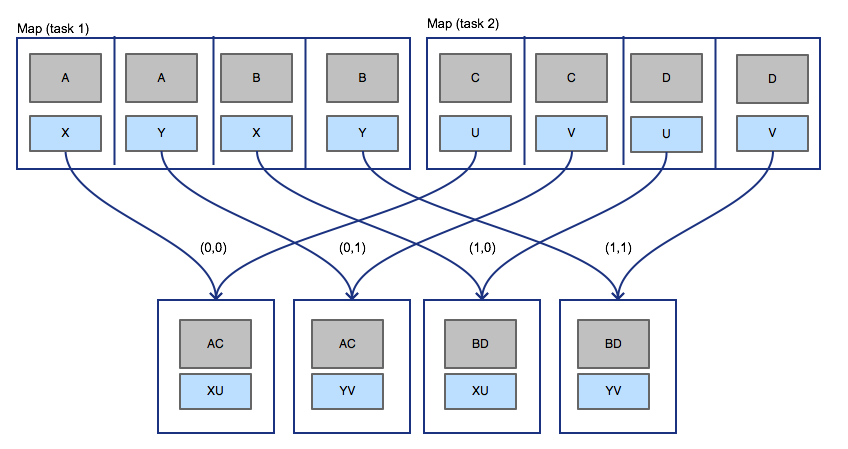 Map (task 1)
Map (task 2)
A A B B C C D D
X Y X Y U V U V
(0,0) (0,1) (1,0) (1,1)
AC AC BD BD
XU YV XU YV